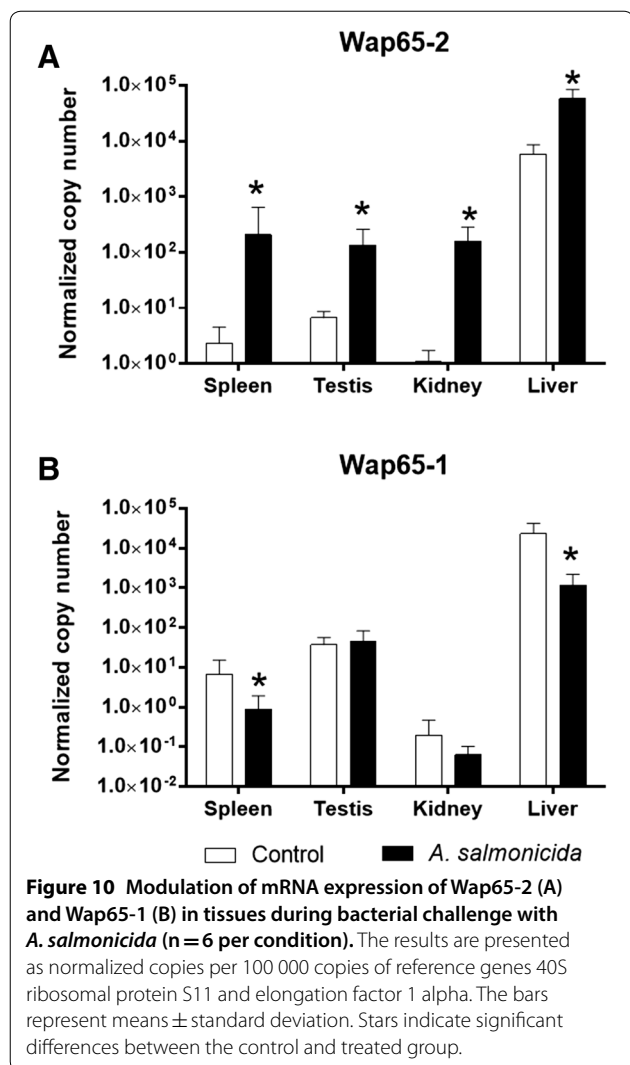 A
Wap65-2
Normalized copy number
1.0×10⁵
1.0×10⁴
1.0×10³
1.0×10²
1.0×10¹
1.0×10⁰
*
*
*
*
Spleen
Testis
Kidney
Liver
B
Wap65-1
Normalized copy number
1.0×10⁵
1.0×10⁴
1.0×10³
1.0×10²
1.0×10¹
1.0×10⁰
1.0×10⁻¹
1.0×10⁻²
*
*
Spleen
Testis
Kidney
Liver
Control
A. salmonicida
Figure 10 Modulation of mRNA expression of Wap65-2 (A)
and Wap65-1 (B) in tissues during bacterial challenge with
A. salmonicida (n = 6 per condition). The results are presented
as normalized copies per 100 000 copies of reference genes 40S
ribosomal protein S11 and elongation factor 1 alpha. The bars
represent means ± standard deviation. Stars indicate significant
differences between the control and treated group.